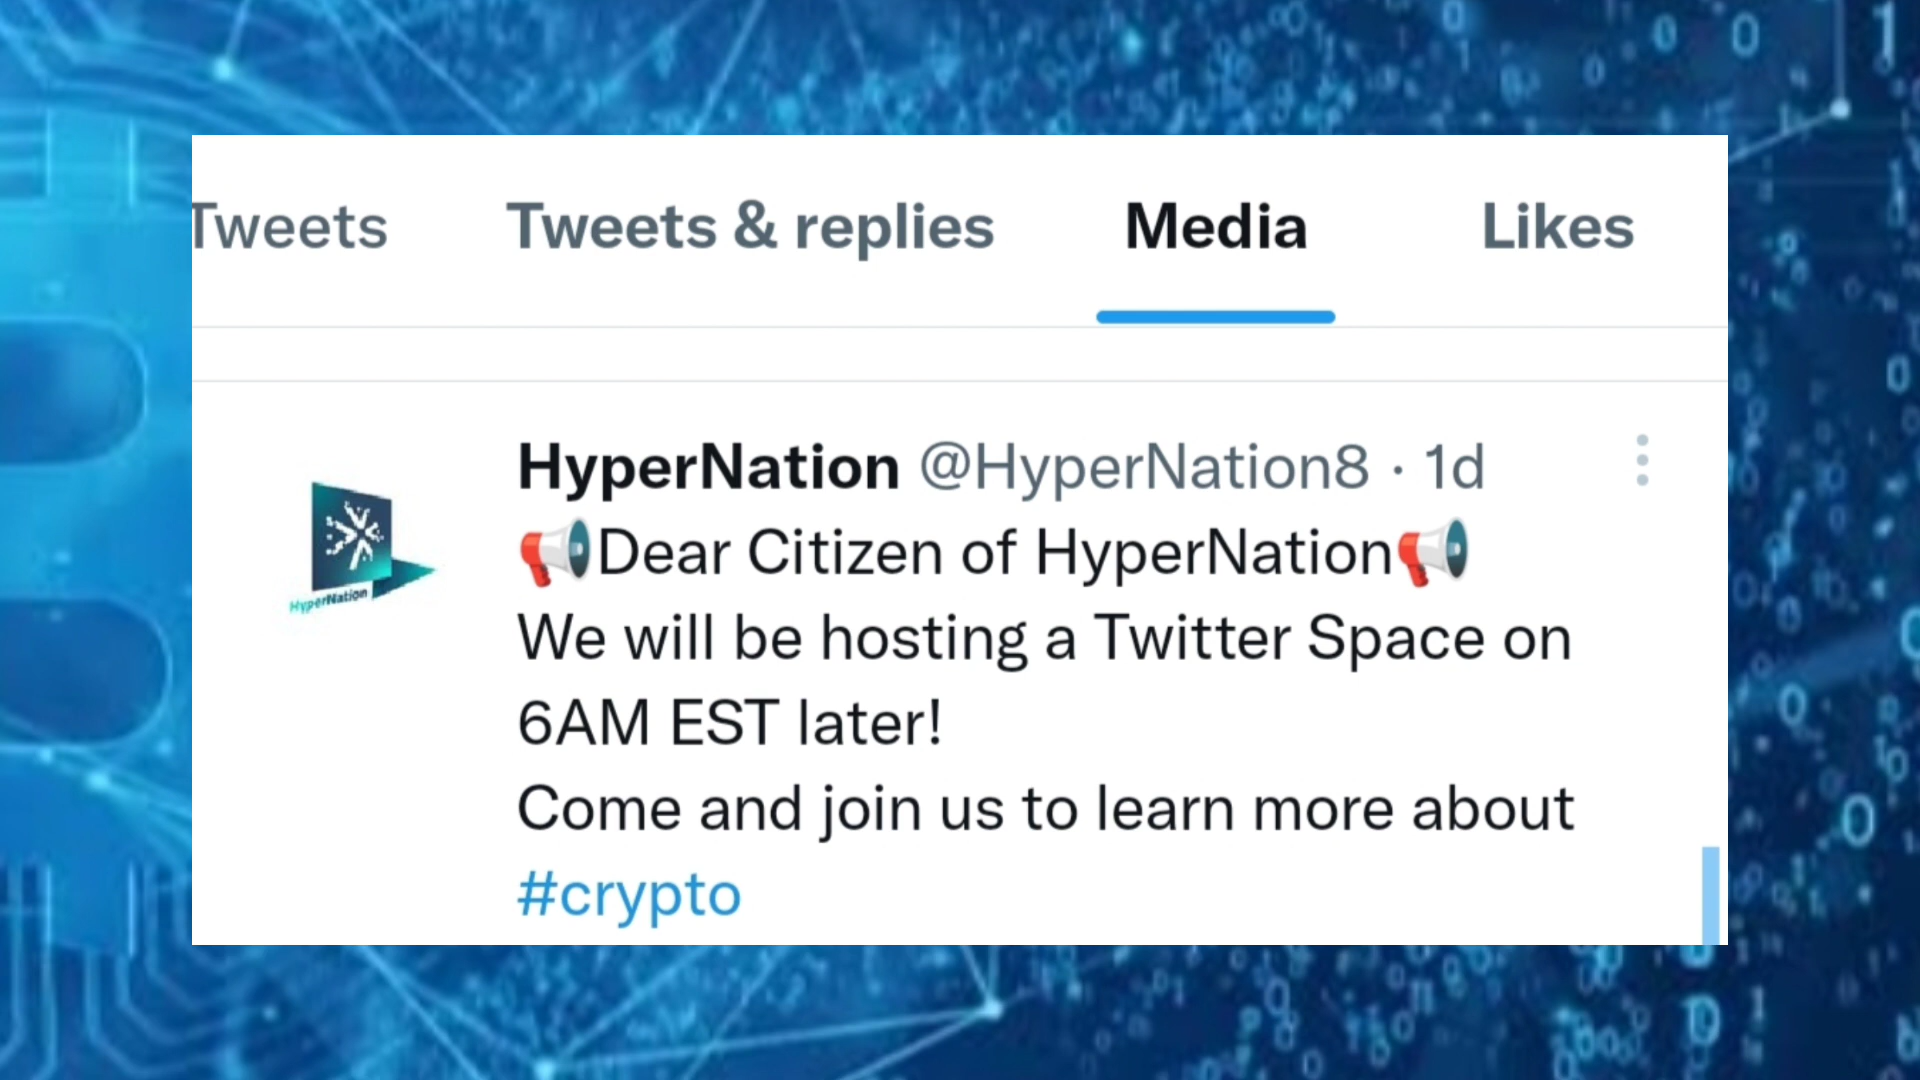 Tweets Tweets & replies Media Likes
HyperNation @HyperNation8 · 1d
📢Dear Citizen of HyperNation📢
We will be hosting a Twitter Space on
6AM EST later!
Come and join us to learn more about
#crypto
HyperNation